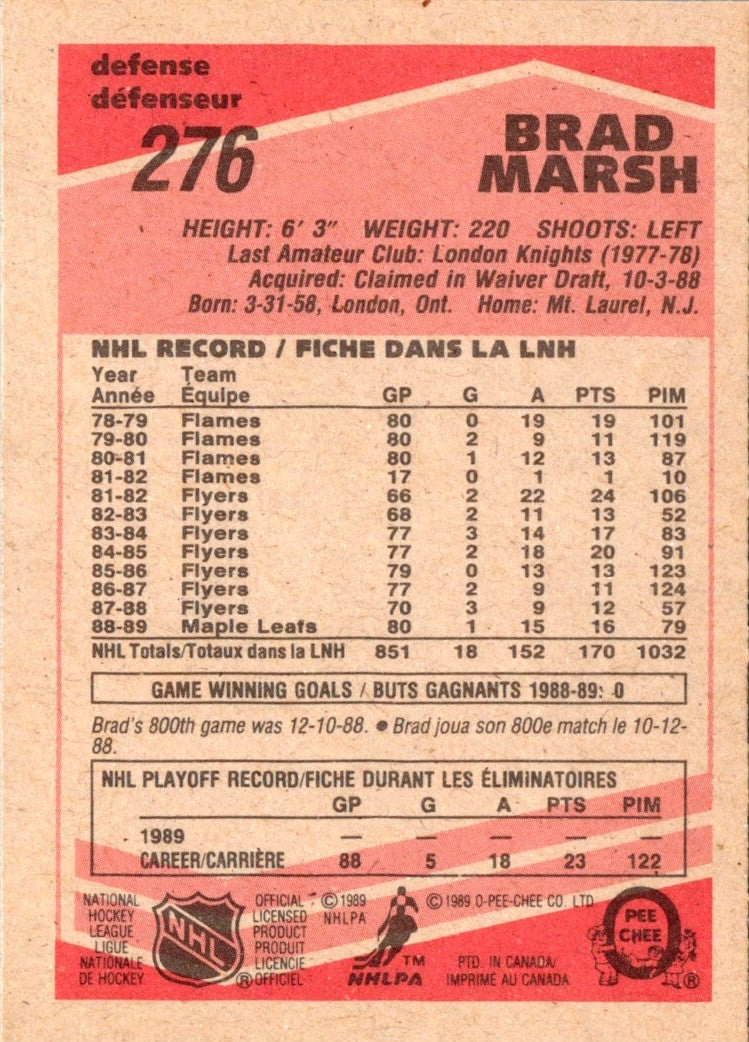 defense
défenseur
276
BRAD
MARSH
HEIGHT: 6' 3" WEIGHT: 220 SHOOTS: LEFT
Last Amateur Club: London Knights (1977-78)
Acquired: Claimed in Waiver Draft, 10-3-88
Born: 3-31-58, London, Ont. Home: Mt. Laurel, N.J.
NHL RECORD / FICHE DANS LA LNH
Year Team
Année Équipe GP G A PTS PIM
78-79 Flames 80 0 19 19 101
79-80 Flames 80 2 9 11 119
80-81 Flames 80 1 12 13 87
81-82 Flames 17 0 1 1 10
81-82 Flyers 66 2 22 24 106
82-83 Flyers 68 2 11 13 52
83-84 Flyers 77 3 14 17 83
84-85 Flyers 77 2 18 20 91
85-86 Flyers 79 0 13 13 123
86-87 Flyers 77 2 9 11 124
87-88 Flyers 70 3 9 12 57
88-89 Maple Leafs 80 1 15 16 79
NHL Totals/Totaux dans la LNH 851 18 152 170 1032
GAME WINNING GOALS / BUTS GAGNANTS 1988-89: 0
Brad's 800th game was 12-10-88. ● Brad joua son 800e match le 10-12-
88.
NHL PLAYOFF RECORD/FICHE DURANT LES ÉLIMINATOIRES
GP G A PTS PIM
1989 — — — — —
CAREER/CARRIÈRE 88 5 18 23 122
NATIONAL
HOCKEY
LEAGUE
LIGUE
NATIONALE
DE HOCKEY
NHL
®
OFFICIAL
LICENSED
PRODUCT
PRODUIT
LICENCIE
OFFICIEL
© 1989
NHLPA
TM
NHLPA
© 1989 O-PEE-CHEE CO. LTD
PTD. IN CANADA/
IMPRIMÉ AU CANADA
O
PEE
CHEE
®